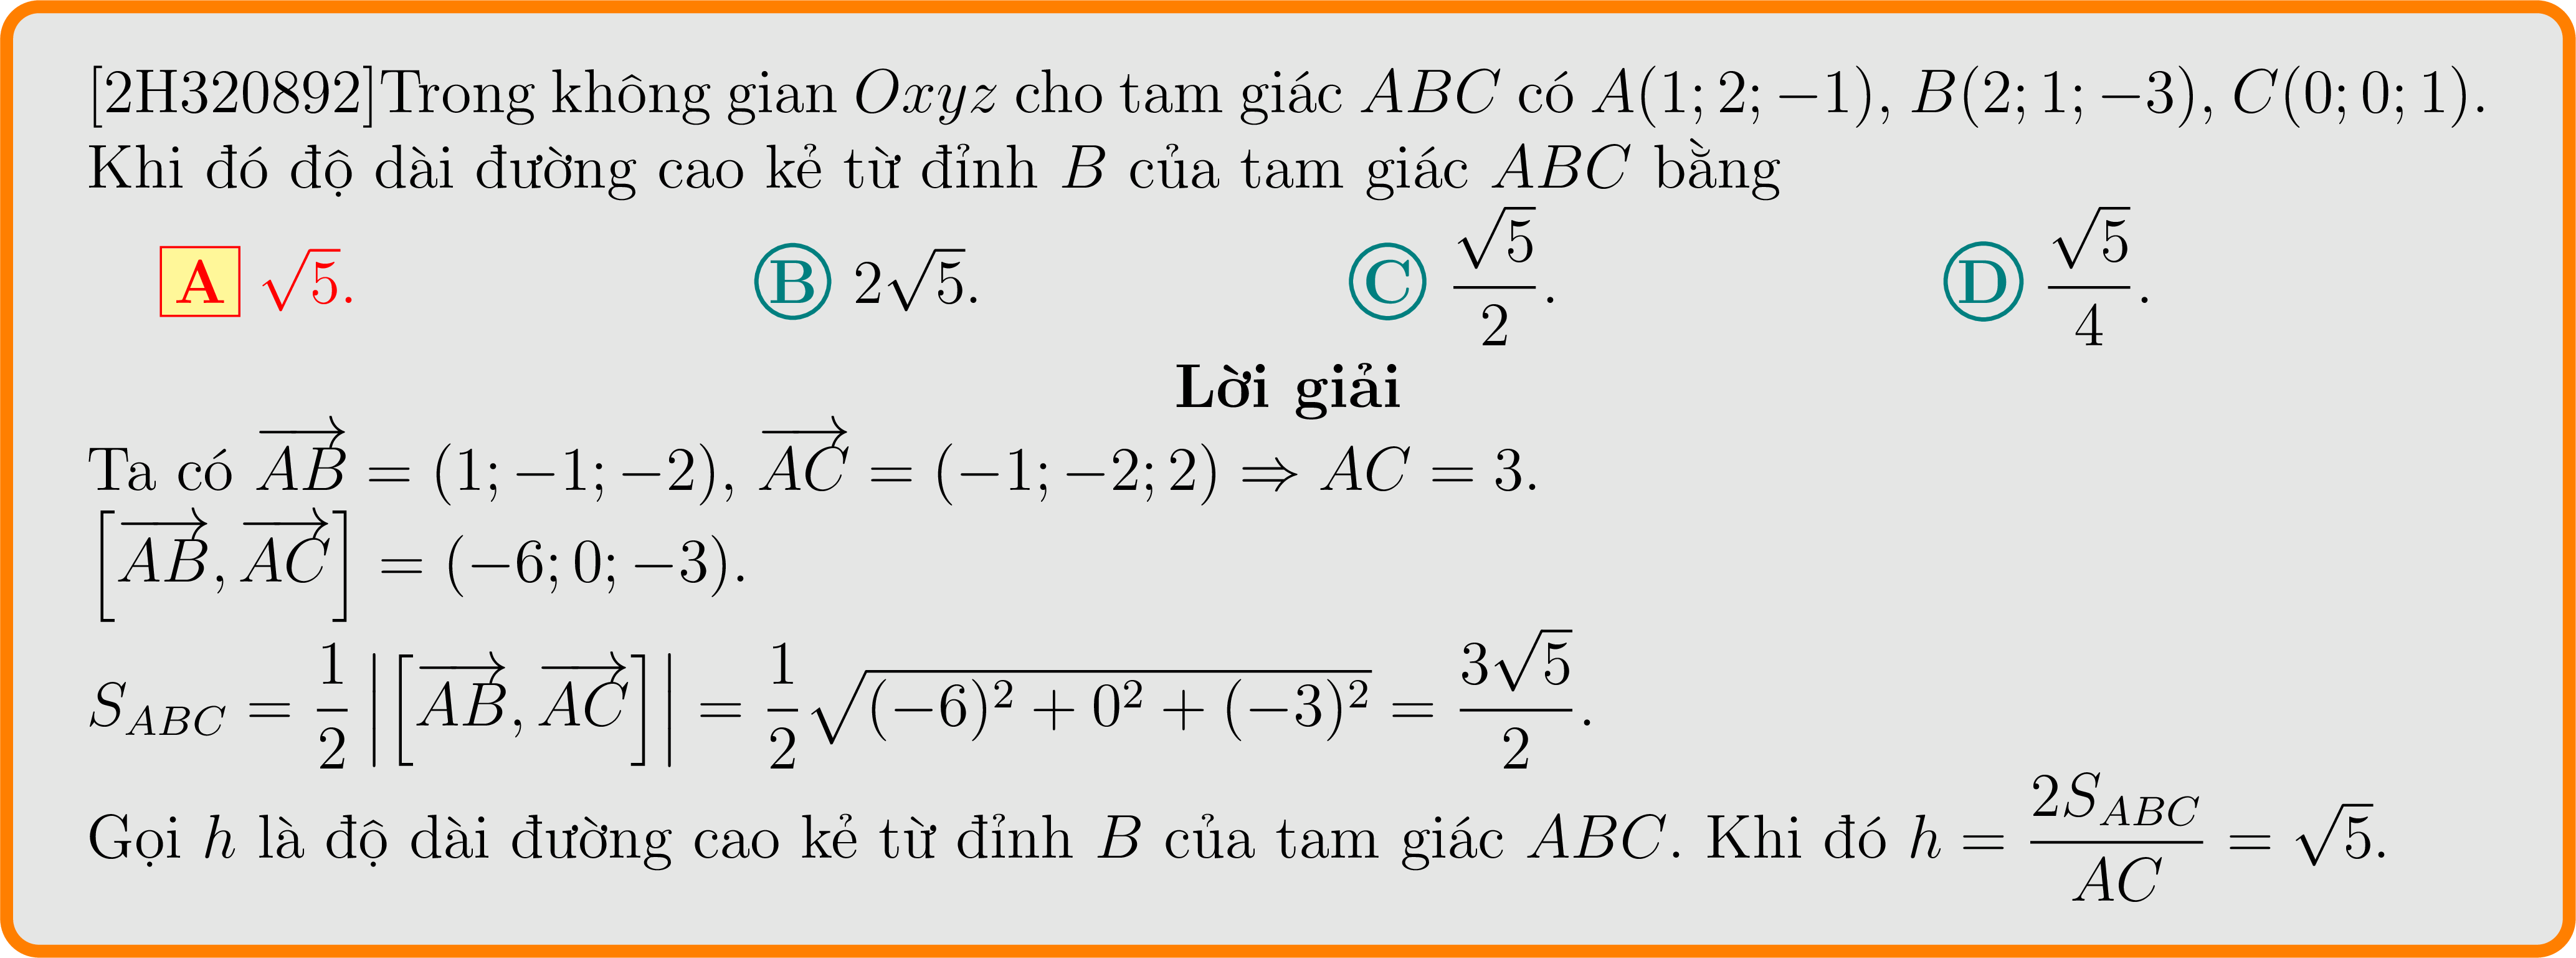 [2H320892]Trong không gian $Oxyz$ cho tam giác $ABC$ có $A(1;2;-1)$, $B(2;1;-3)$, $C(0;0;1)$.
Khi đó độ dài đường cao kẻ từ đỉnh $B$ của tam giác $ABC$ bằng
A $\sqrt{5}$. B $2\sqrt{5}$. C $\dfrac{\sqrt{5}}{2}$. D $\dfrac{\sqrt{5}}{4}$.
Lời giải
Ta có $\overrightarrow{AB} = (1;-1;-2)$, $\overrightarrow{AC} = (-1;-2;2) \Rightarrow AC = 3$.
$\left[\overrightarrow{AB}, \overrightarrow{AC}\right] = (-6;0;-3)$.
$S_{ABC} = \dfrac{1}{2}\left|\left[\overrightarrow{AB}, \overrightarrow{AC}\right]\right| = \dfrac{1}{2}\sqrt{(-6)^2 + 0^2 + (-3)^2} = \dfrac{3\sqrt{5}}{2}$.
Gọi $h$ là độ dài đường cao kẻ từ đỉnh $B$ của tam giác $ABC$. Khi đó $h = \dfrac{2S_{ABC}}{AC} = \sqrt{5}$.